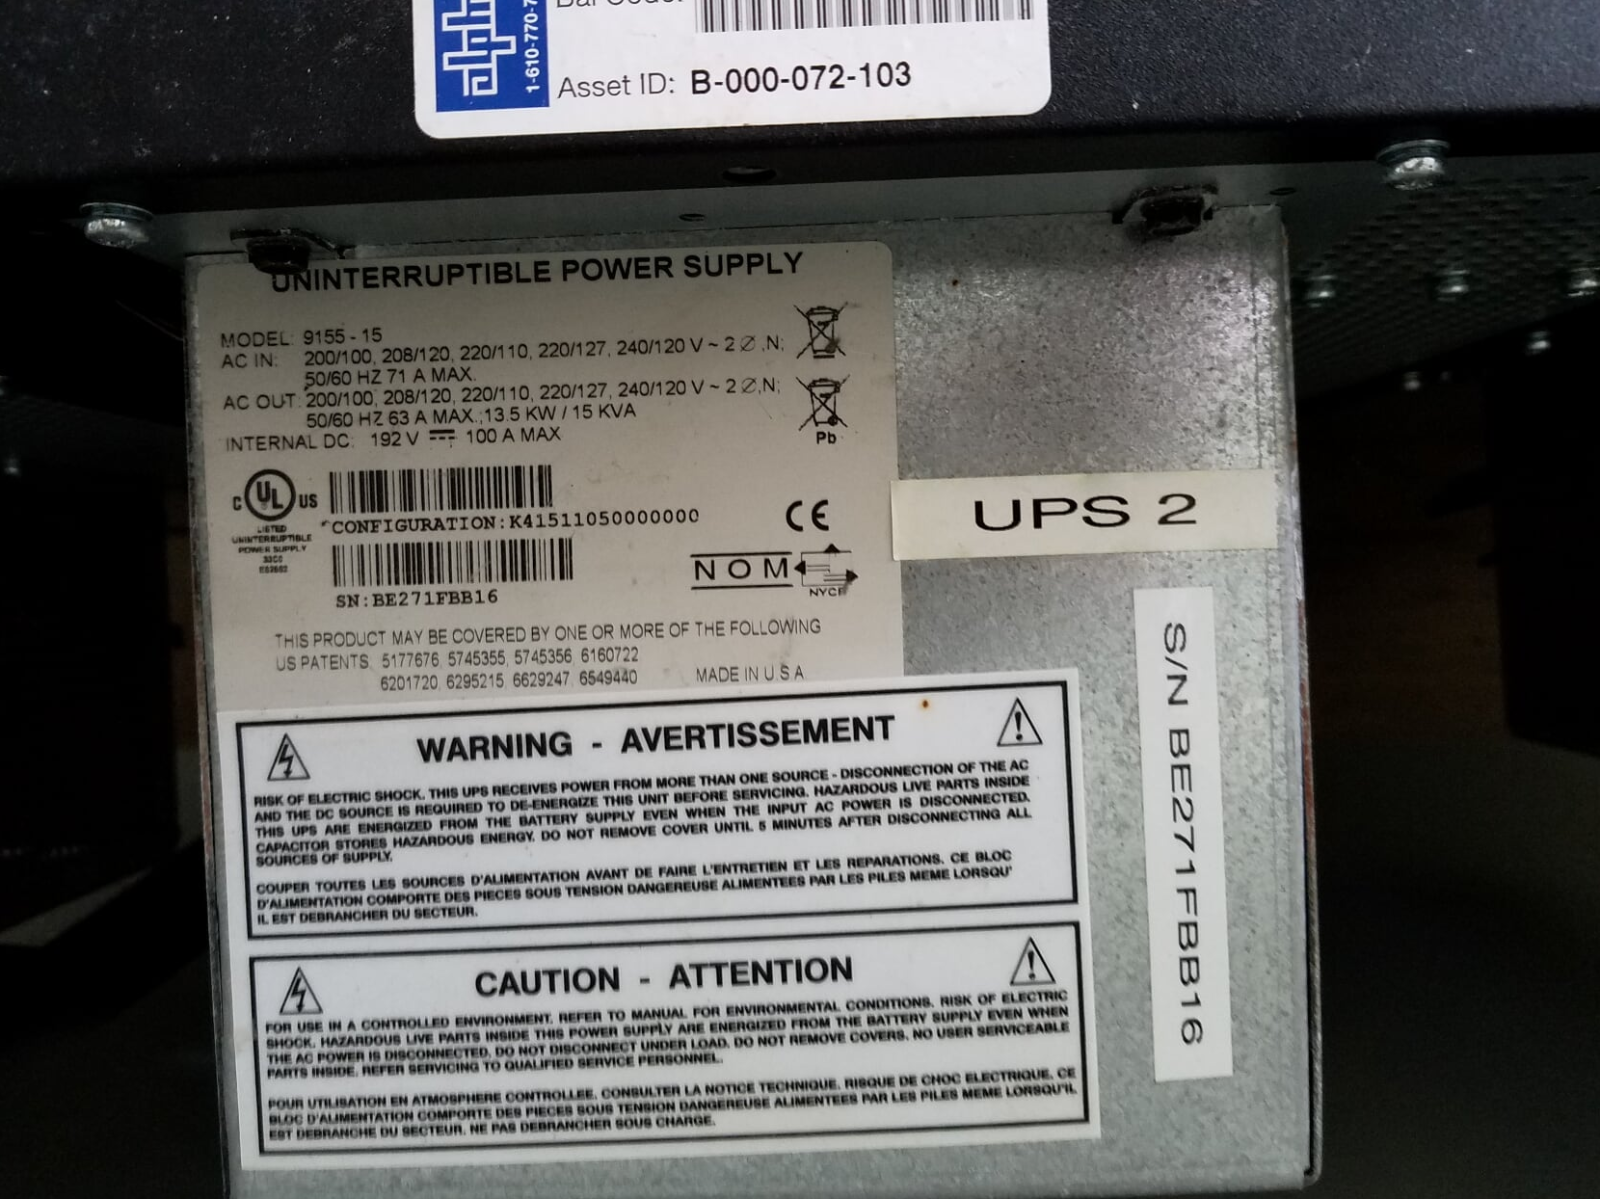 Bar Code:
1-610-770-7
Asset ID: B-000-072-103
UNINTERRUPTIBLE POWER SUPPLY
MODEL: 9155 - 15
AC IN: 200/100, 208/120, 220/110, 220/127, 240/120 V ~ 2 Ø ,N;
50/60 HZ 71 A MAX.
AC OUT: 200/100, 208/120, 220/110, 220/127, 240/120 V ~ 2 Ø,N;
50/60 HZ 63 A MAX.;13.5 KW / 15 KVA
INTERNAL DC: 192 V 100 A MAX
Pb
C UL US
LISTED
UNINTERRUPTIBLE
POWER SUPPLY
*CONFIGURATION:K41511050000000
CE
SN:BE271FBB16
NOM
NYCE
UPS 2
S/N BE271FBB16
THIS PRODUCT MAY BE COVERED BY ONE OR MORE OF THE FOLLOWING
US PATENTS: 5177676, 5745355, 5745356, 6160722
6201720, 6295215, 6629247, 6549440 MADE IN U.S.A
WARNING - AVERTISSEMENT
RISK OF ELECTRIC SHOCK. THIS UPS RECEIVES POWER FROM MORE THAN ONE SOURCE - DISCONNECTION OF THE AC
AND THE DC SOURCE IS REQUIRED TO DE-ENERGIZE THIS UNIT BEFORE SERVICING. HAZARDOUS LIVE PARTS INSIDE
THIS UPS ARE ENERGIZED FROM THE BATTERY SUPPLY EVEN WHEN THE INPUT AC POWER IS DISCONNECTED.
CAPACITOR STORES HAZARDOUS ENERGY. DO NOT REMOVE COVER UNTIL 5 MINUTES AFTER DISCONNECTING ALL
SOURCES OF SUPPLY.
COUPER TOUTES LES SOURCES D'ALIMENTATION AVANT DE FAIRE L'ENTRETIEN ET LES REPARATIONS. CE BLOC
D'ALIMENTATION COMPORTE DES PIECES SOUS TENSION DANGEREUSE ALIMENTEES PAR LES PILES MEME LORSQU'
IL EST DEBRANCHER DU SECTEUR.
CAUTION - ATTENTION
FOR USE IN A CONTROLLED ENVIRONMENT. REFER TO MANUAL FOR ENVIRONMENTAL CONDITIONS. RISK OF ELECTRIC
SHOCK. HAZARDOUS LIVE PARTS INSIDE THIS POWER SUPPLY ARE ENERGIZED FROM THE BATTERY SUPPLY EVEN WHEN
THE AC POWER IS DISCONNECTED. DO NOT DISCONNECT UNDER LOAD. DO NOT REMOVE COVERS. NO USER SERVICEABLE
PARTS INSIDE. REFER SERVICING TO QUALIFIED SERVICE PERSONNEL.
POUR UTILISATION EN ATMOSPHERE CONTROLLEE. CONSULTER LA NOTICE TECHNIQUE. RISQUE DE CHOC ELECTRIQUE. CE
BLOC D'ALIMENTATION COMPORTE DES PIECES SOUS TENSION DANGEREUSE ALIMENTEES PAR LES PILES MEME LORSQU'IL
EST DEBRANCHE DU SECTEUR. NE PAS DEBRANCHER SOUS CHARGE.